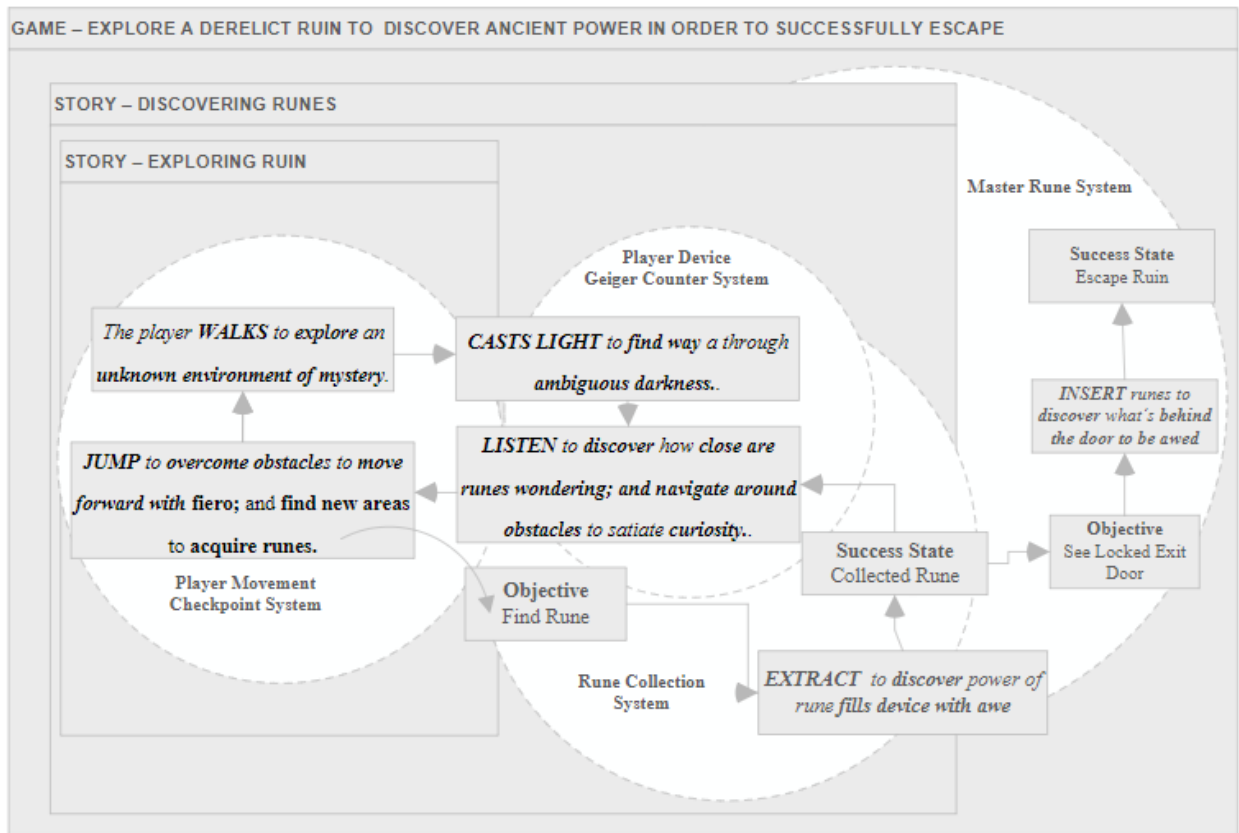 GAME – EXPLORE A DERELICT RUIN TO DISCOVER ANCIENT POWER IN ORDER TO SUCCESSFULLY ESCAPE
STORY – DISCOVERING RUNES
STORY – EXPLORING RUIN
Master Rune System
Player Device
Geiger Counter System
Success State
Escape Ruin
The player WALKS to explore an
unknown environment of mystery.
CASTS LIGHT to find way a through
ambiguous darkness..
INSERT runes to
discover what´s behind
the door to be awed
JUMP to overcome obstacles to move
forward with fiero; and find new areas
to acquire runes.
LISTEN to discover how close are
runes wondering; and navigate around
obstacles to satiate curiosity..
Objective
See Locked Exit
Door
Success State
Collected Rune
Player Movement
Checkpoint System
Objective
Find Rune
Rune Collection
System
EXTRACT to discover power of
rune fills device with awe